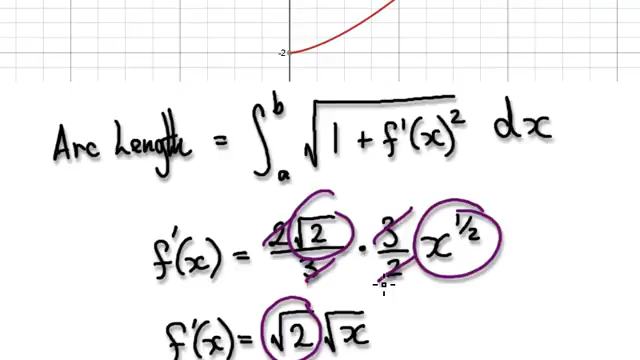 -2
Arc Length = ∫ₐᵇ √(1 + f'(x)²) dx
f'(x) = 2√2/3 · 3/2 x^1/2
f'(x) = √2 √x